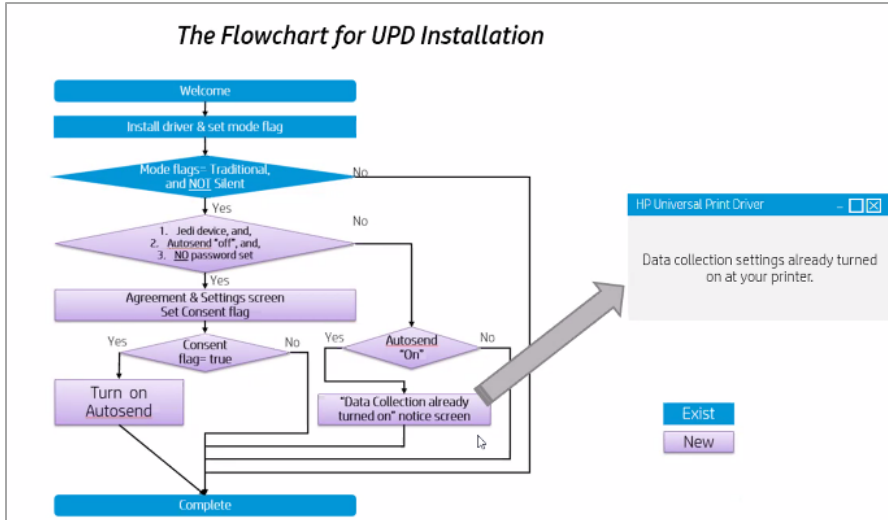 The Flowchart for UPD Installation
Welcome
Install driver & set mode flag
Mode flags= Traditional,
and NOT Silent
No
Yes
1. Jedi device, and,
2. Autosend "off", and,
3. NO password set
No
Yes
Agreement & Settings screen
Set Consent flag
Yes
Consent
flag= true
No
Yes
Autosend
"On"
No
Turn on
Autosend
"Data Collection already
turned on" notice screen
Complete
HP Universal Print Driver
Data collection settings already turned
on at your printer.
Exist
New